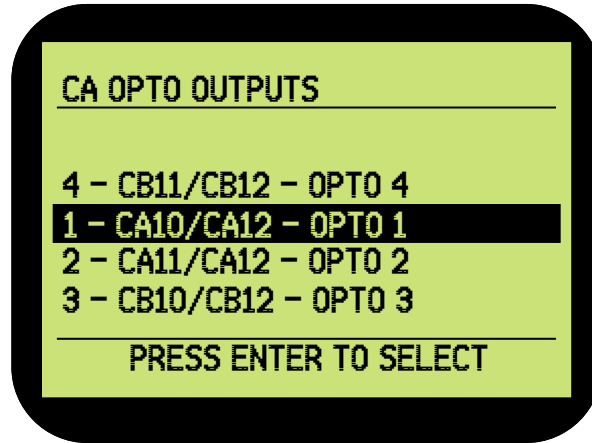 CA OPTO OUTPUTS
4 – CB11/CB12 – OPTO 4
1 – CA10/CA12 – OPTO 1
2 – CA11/CA12 – OPTO 2
3 – CB10/CB12 – OPTO 3
PRESS ENTER TO SELECT